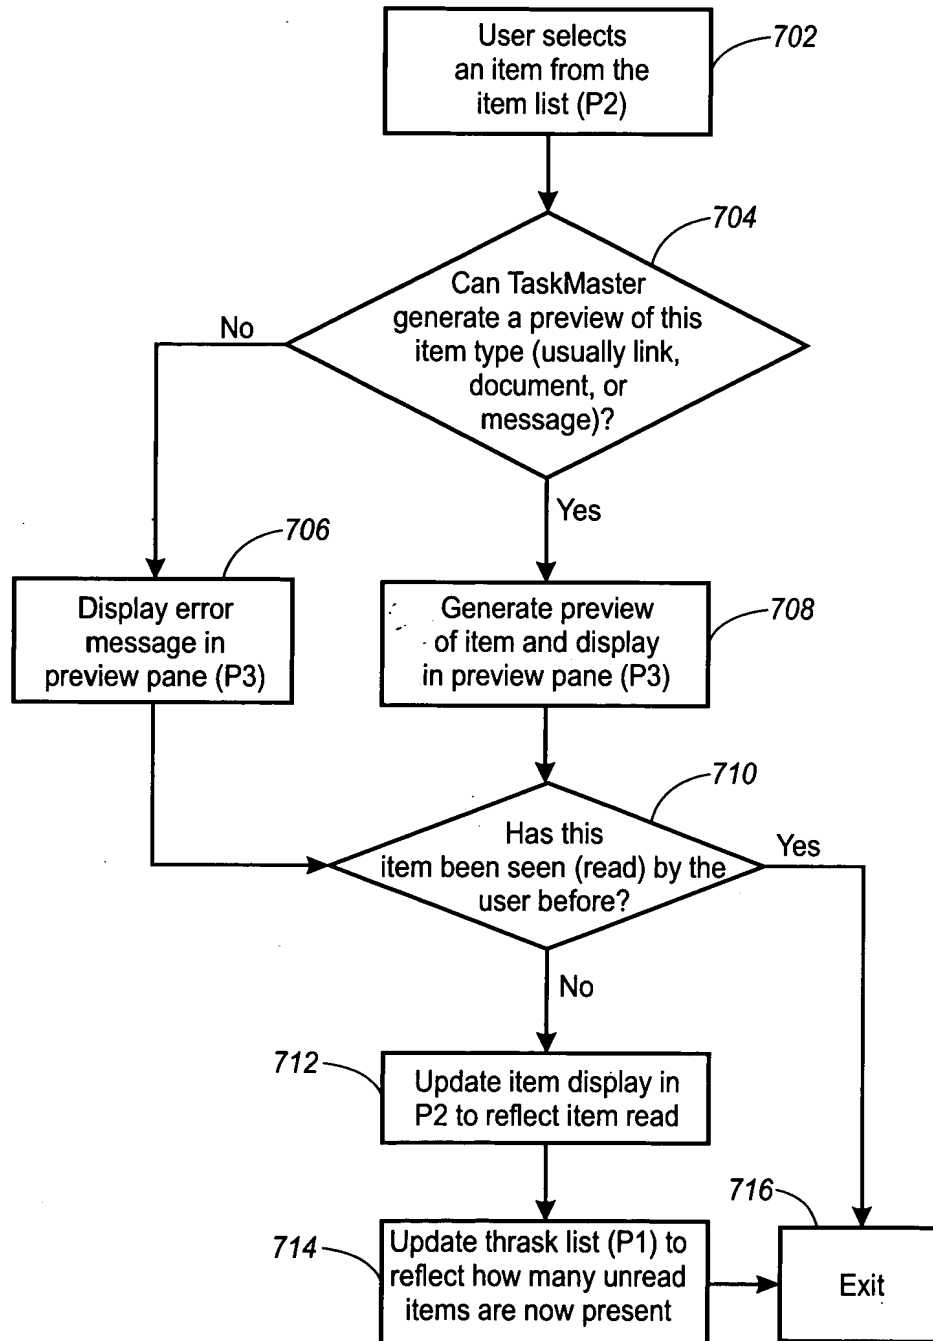 User selects
an item from the
item list (P2)
702
704
Can TaskMaster
generate a preview of this
item type (usually link,
document, or
message)?
No
Yes
706
Display error
message in
preview pane (P3)
Generate preview
of item and display
in preview pane (P3)
708
710
Has this
item been seen (read) by the
user before?
Yes
No
712
Update item display in
P2 to reflect item read
714
Update thrask list (P1) to
reflect how many unread
items are now present
716
Exit